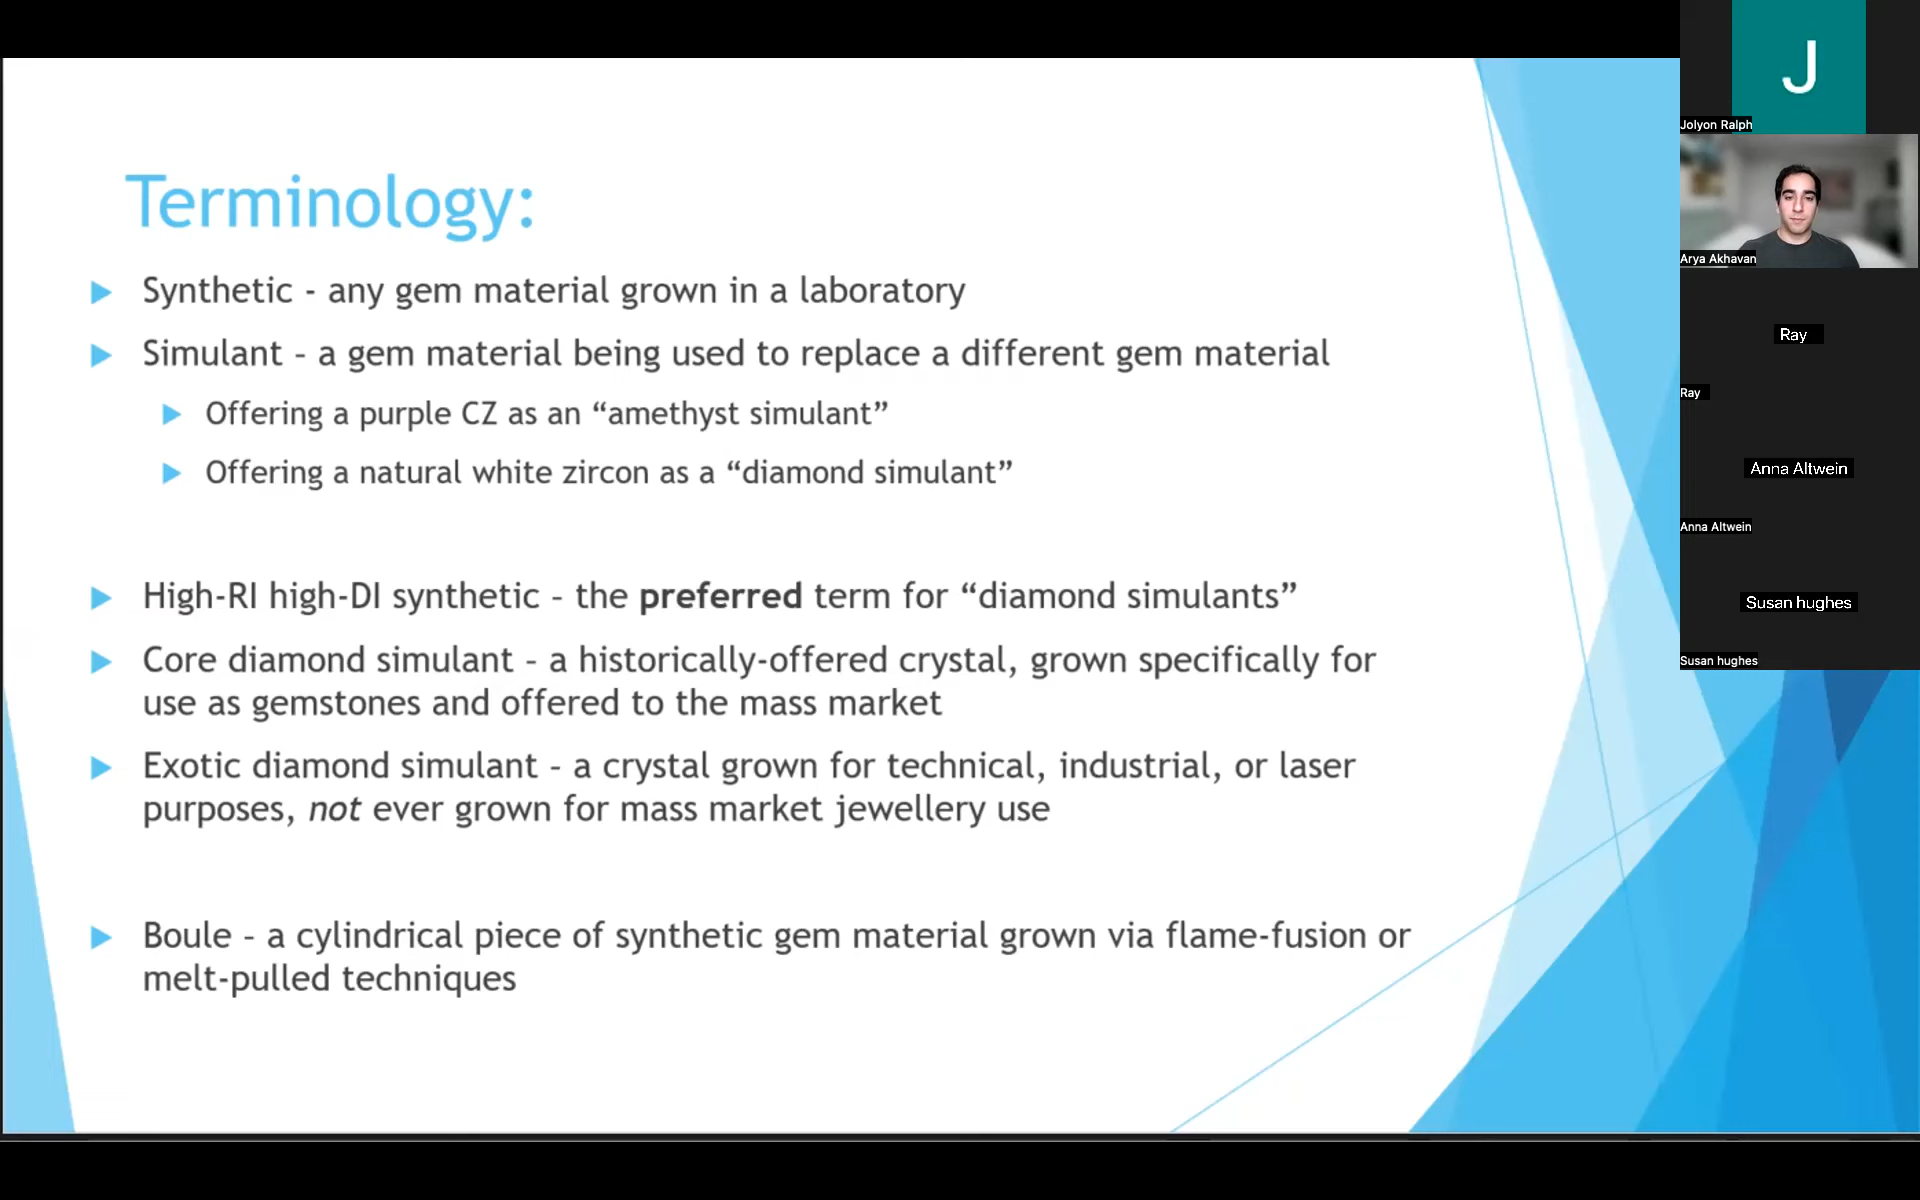 Terminology:
Synthetic - any gem material grown in a laboratory
Simulant – a gem material being used to replace a different gem material
Offering a purple CZ as an “amethyst simulant”
Offering a natural white zircon as a “diamond simulant”
High-RI high-DI synthetic – the preferred term for “diamond simulants”
Core diamond simulant – a historically-offered crystal, grown specifically for
use as gemstones and offered to the mass market
Exotic diamond simulant – a crystal grown for technical, industrial, or laser
purposes, not ever grown for mass market jewellery use
Boule – a cylindrical piece of synthetic gem material grown via flame-fusion or
melt-pulled techniques
J
Jolyon Ralph
Arya Akhavan
Ray
Ray
Anna Altwein
Anna Altwein
Susan hughes
Susan hughes